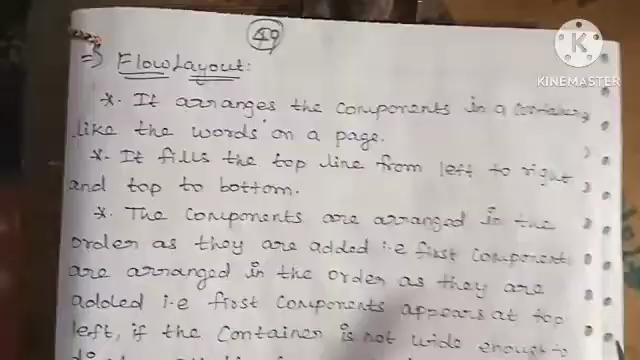 49
K
KINEMASTER
=> FlowLayout:
*. It arranges the components in a container
like the words on a page.
*. It fills the top line from left to right
and top to bottom.
*. The components are arranged in the
order as they are added i.e first components
are arranged in the order as they are
added i.e first components appears at top
left, if the container is not wide enough to